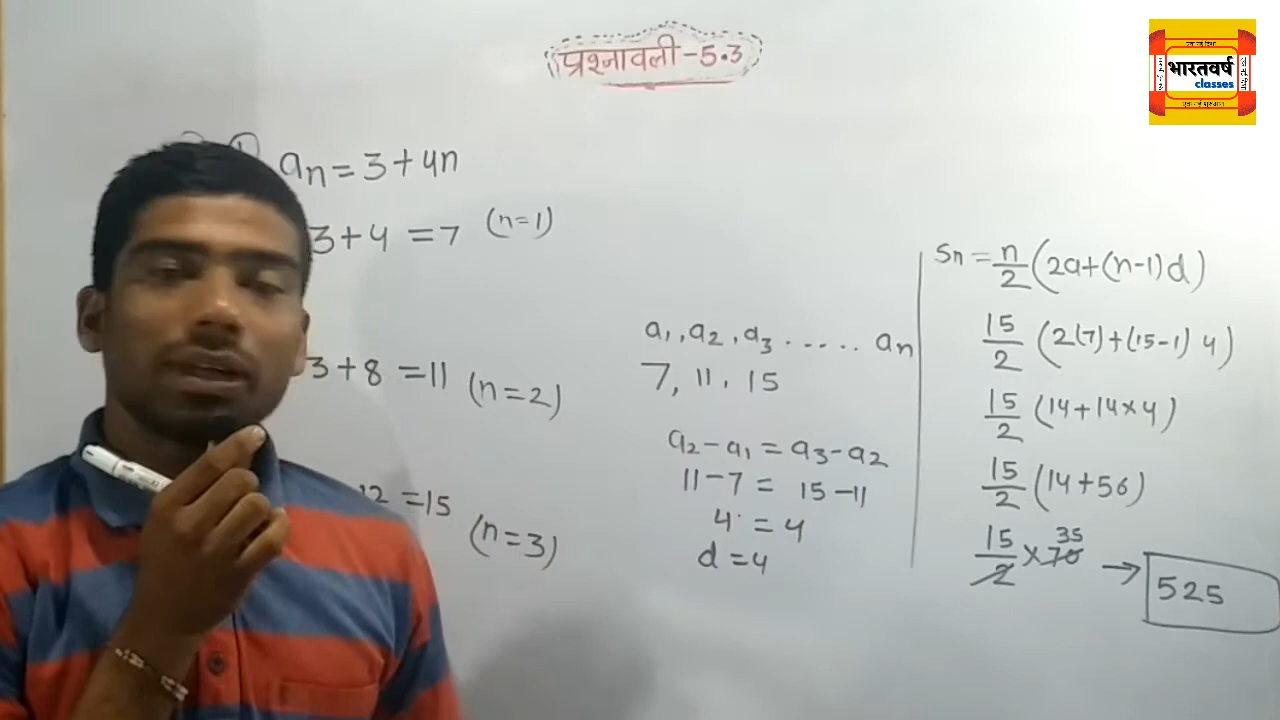 प्रश्नावली-5.3
भारतवर्ष
classes
an = 3+4n
3+4 = 7 (n=1)
3+8 = 11 (n=2)
12 = 15 (n=3)
a1, a2, a3 ..... an
7, 11, 15
a2-a1 = a3-a2
11-7 = 15-11
4 = 4
d = 4
Sn = n/2 (2a+(n-1)d)
15/2 (2(7)+(15-1)4)
15/2 (14+14×4)
15/2 (14+56)
15/2 × 70 35 → 525